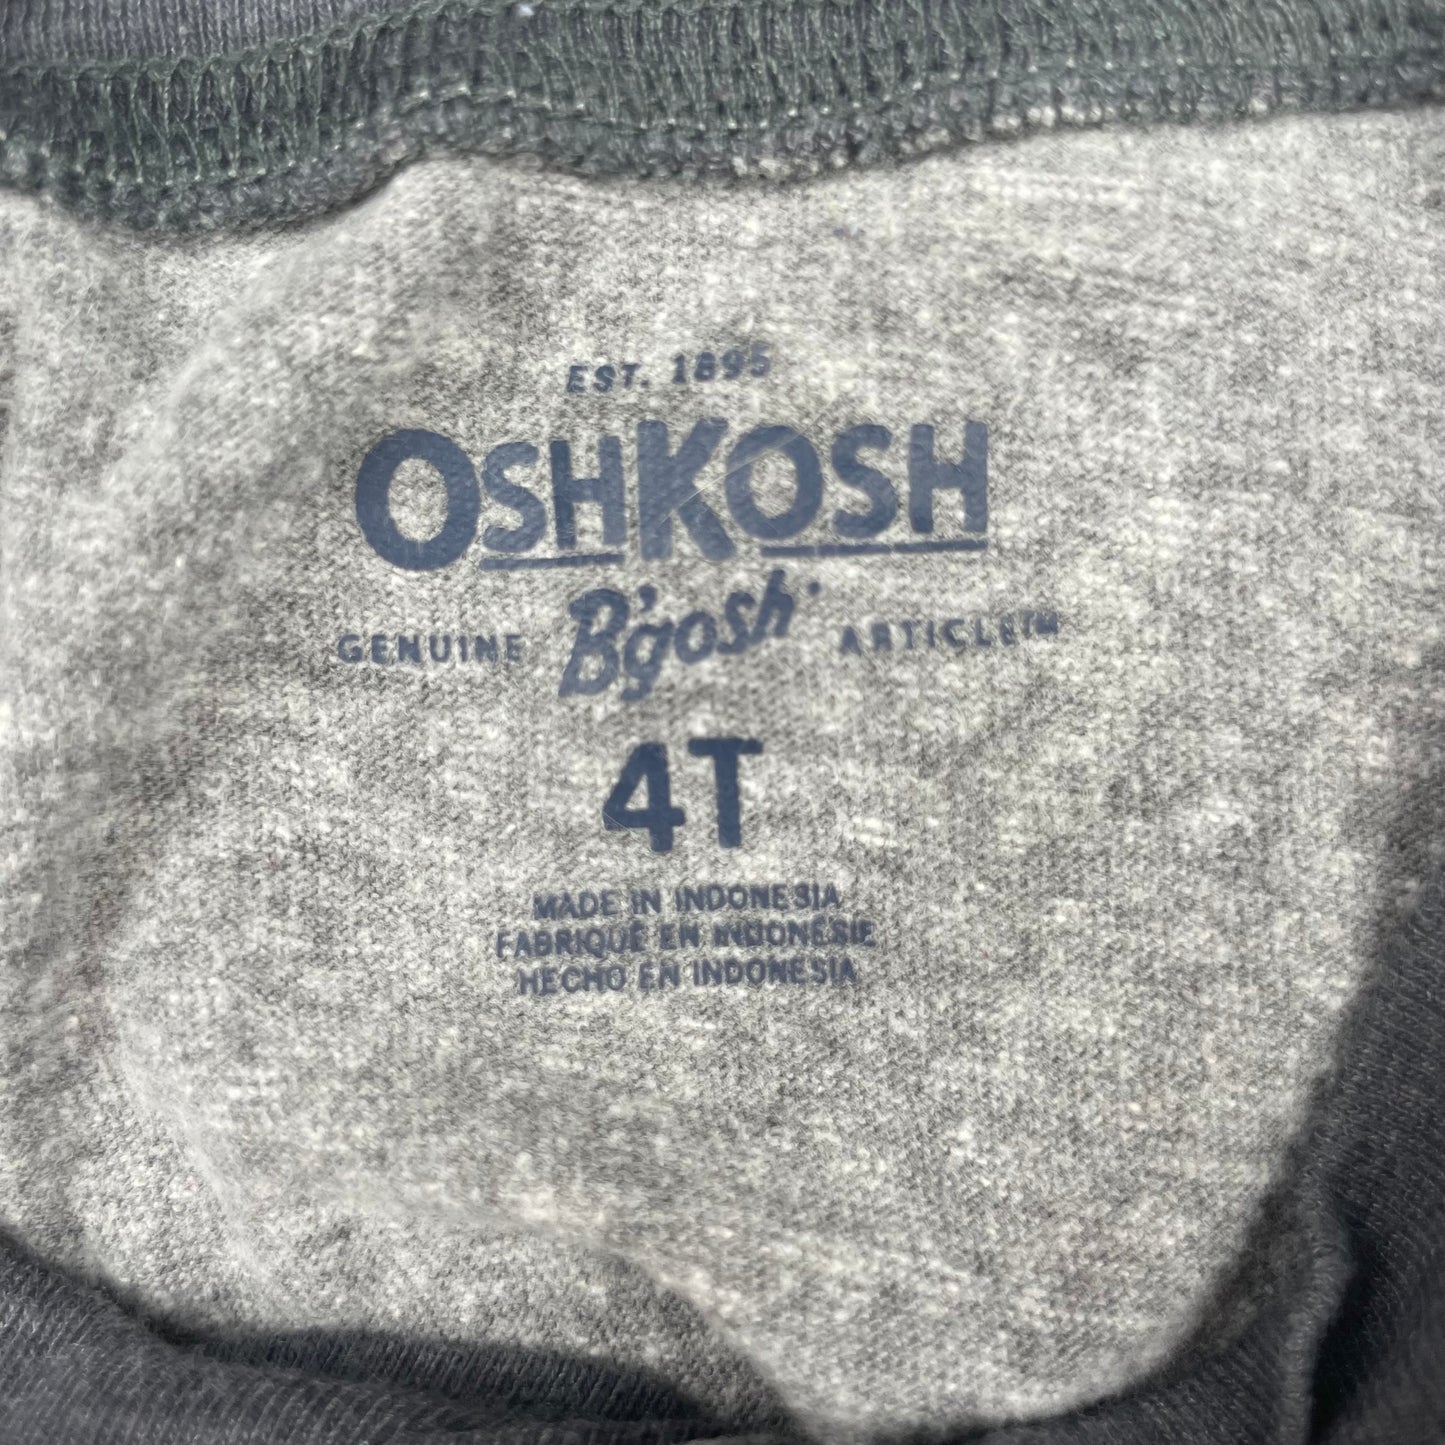 EST. 1895
OSHKOSH
GENUINE B'gosh ARTICLE™
4T
MADE IN INDONESIA
FABRIQUÉ EN INDONÉSIE
HECHO EN INDONESIA